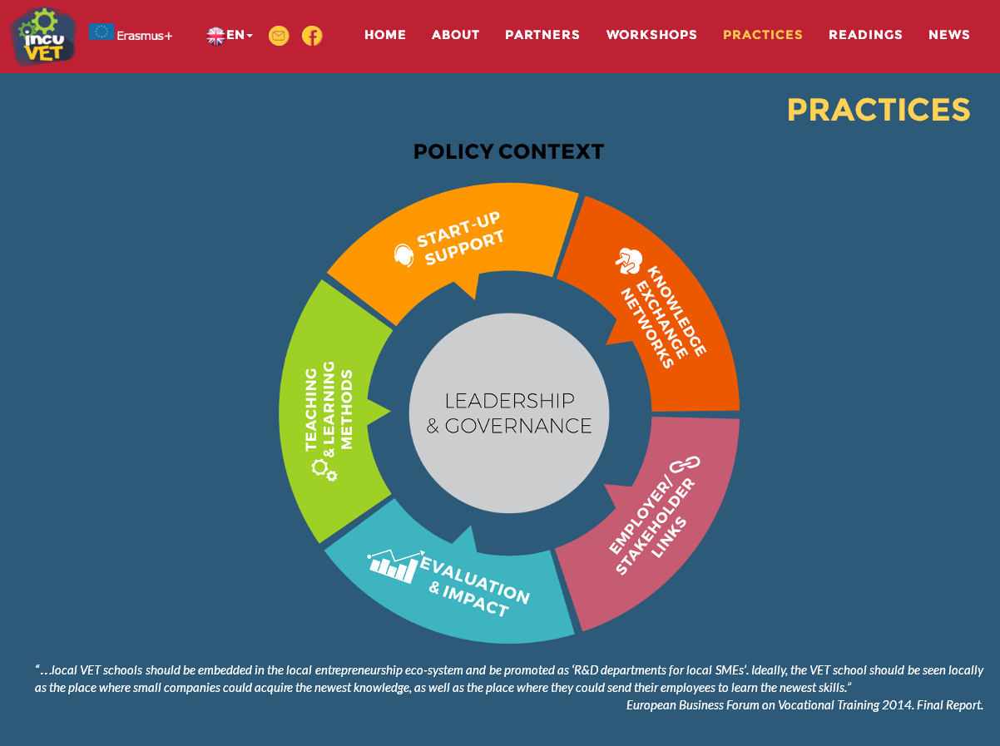 incu
VET
Erasmus+
EN
HOME
ABOUT
PARTNERS
WORKSHOPS
PRACTICES
READINGS
NEWS
PRACTICES
POLICY CONTEXT
START-UP
SUPPORT
KNOWLEDGE
EXCHANGE
NETWORKS
TEACHING
& LEARNING
METHODS
LEADERSHIP
& GOVERNANCE
EMPLOYER/
STAKEHOLDER
LINKS
EVALUATION
& IMPACT
“…local VET schools should be embedded in the local entrepreneurship eco-system and be promoted as ‘R&D departments for local SMEs’. Ideally, the VET school should be seen locally
as the place where small companies could acquire the newest knowledge, as well as the place where they could send their employees to learn the newest skills.”
European Business Forum on Vocational Training 2014. Final Report.